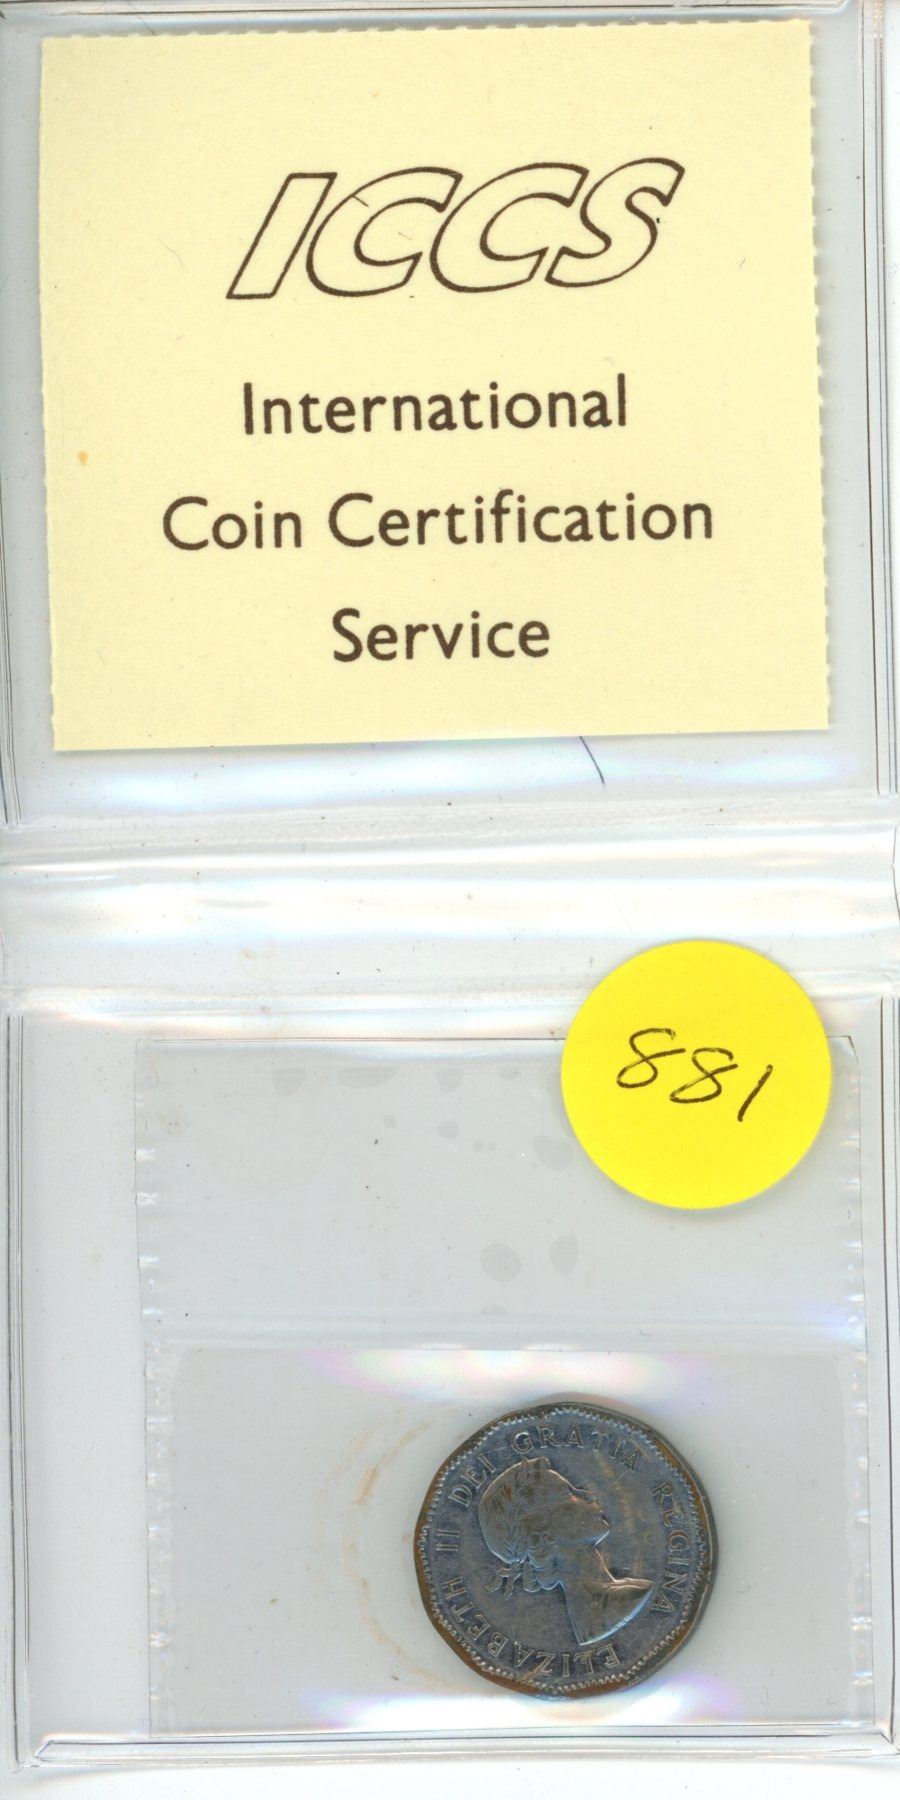 ICCS
International
Coin Certification
Service
881
ELIZABETH II DEI GRATIA REGINA